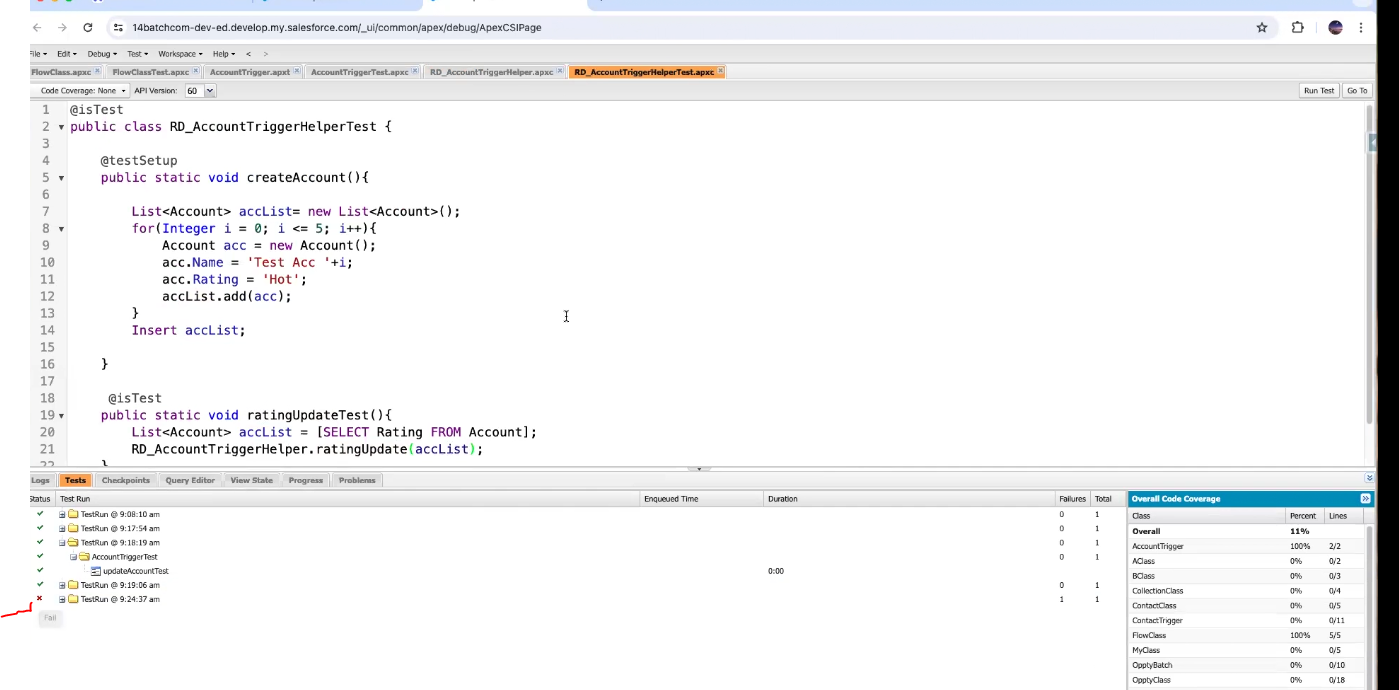 14batchcom-dev-ed.develop.my.salesforce.com/_ui/common/apex/debug/ApexCSIPage
File Edit Debug Test Workspace Help < >
FlowClass.apxc FlowClassTest.apxc AccountTrigger.apxt AccountTriggerTest.apxc RD_AccountTriggerHelper.apxc RD_AccountTriggerHelperTest.apxc
Code Coverage: None API Version: 60 Run Test Go To
1 @isTest
2 public class RD_AccountTriggerHelperTest {
3
4 @testSetup
5 public static void createAccount(){
6
7 List<Account> accList= new List<Account>();
8 for(Integer i = 0; i <= 5; i++){
9 Account acc = new Account();
10 acc.Name = 'Test Acc '+i;
11 acc.Rating = 'Hot';
12 accList.add(acc);
13 }
14 Insert accList;
15
16 }
17
18 @isTest
19 public static void ratingUpdateTest(){
20 List<Account> accList = [SELECT Rating FROM Account];
21 RD_AccountTriggerHelper.ratingUpdate(accList);
22 }
Logs Tests Checkpoints Query Editor View State Progress Problems
Status Test Run Enqueued Time Duration Failures Total
TestRun @ 9:08:10 am 0 1
TestRun @ 9:17:54 am 0 1
TestRun @ 9:18:19 am 0 1
AccountTriggerTest 0 1
updateAccountTest 0:00
TestRun @ 9:19:06 am 0 1
TestRun @ 9:24:37 am 1 1
Fail
Overall Code Coverage
Class Percent Lines
Overall 11%
AccountTrigger 100% 2/2
AClass 0% 0/2
BClass 0% 0/3
CollectionClass 0% 0/4
ContactClass 0% 0/5
ContactTrigger 0% 0/11
FlowClass 100% 5/5
MyClass 0% 0/5
OpptyBatch 0% 0/10
OpptyClass 0% 0/18